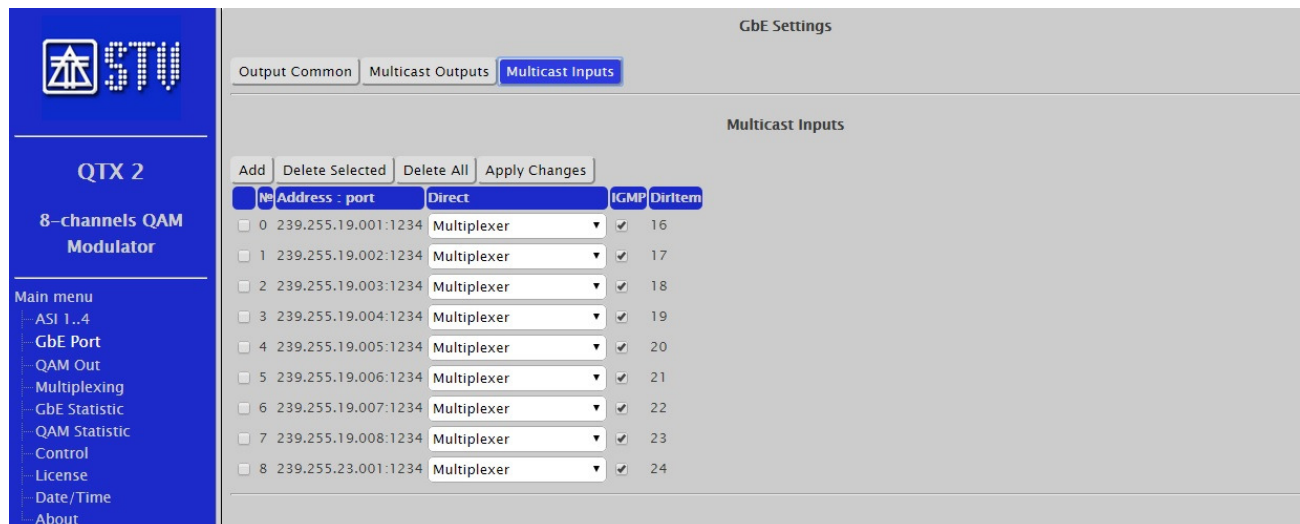 STV
QTX 2
8-channels QAM
Modulator
Main menu
ASI 1..4
GbE Port
QAM Out
Multiplexing
GbE Statistic
QAM Statistic
Control
License
Date/Time
About
GbE Settings
Output Common Multicast Outputs Multicast Inputs
Multicast Inputs
Add Delete Selected Delete All Apply Changes
№ Address : port Direct IGMP DirItem
0 239.255.19.001:1234 Multiplexer 16
1 239.255.19.002:1234 Multiplexer 17
2 239.255.19.003:1234 Multiplexer 18
3 239.255.19.004:1234 Multiplexer 19
4 239.255.19.005:1234 Multiplexer 20
5 239.255.19.006:1234 Multiplexer 21
6 239.255.19.007:1234 Multiplexer 22
7 239.255.19.008:1234 Multiplexer 23
8 239.255.23.001:1234 Multiplexer 24